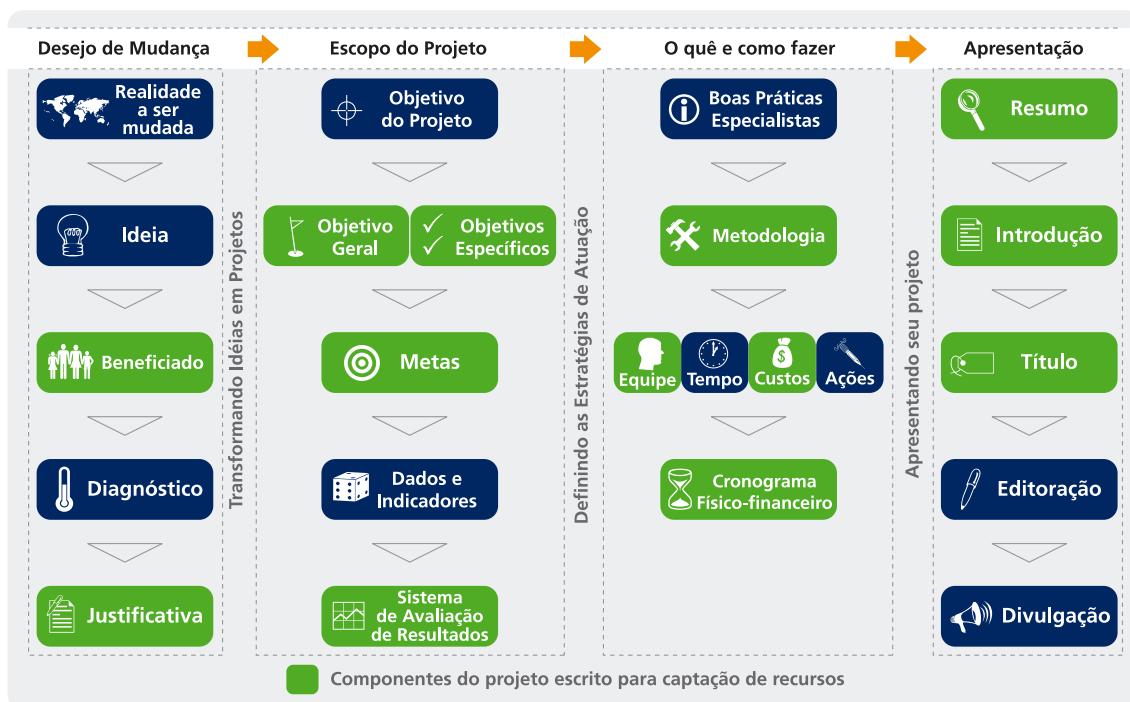 Desejo de Mudança
Escopo do Projeto
O quê e como fazer
Apresentação
Realidade
a ser
mudada
Ideia
Beneficiado
Diagnóstico
Justificativa
Transformando Idéias em Projetos
Objetivo
do Projeto
Objetivo
Geral
Objetivos
Específicos
Metas
Dados e
Indicadores
Sistema
de Avaliação
de Resultados
Definindo as Estratégias de Atuação
Boas Práticas
Especialistas
Metodologia
Equipe
Tempo
$
Custos
Ações
Cronograma
Físico-financeiro
Apresentando seu projeto
Resumo
Introdução
Título
Editoração
Divulgação
Componentes do projeto escrito para captação de recursos